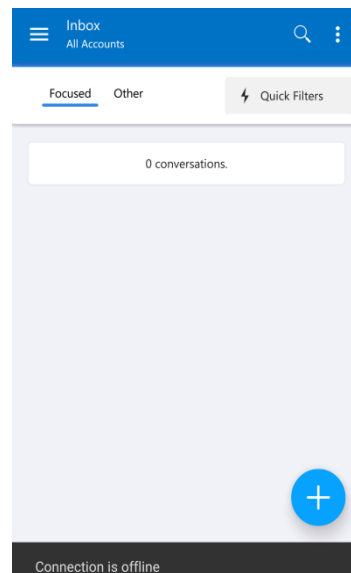 Inbox
All Accounts
Focused Other Quick Filters
0 conversations.
Connection is offline